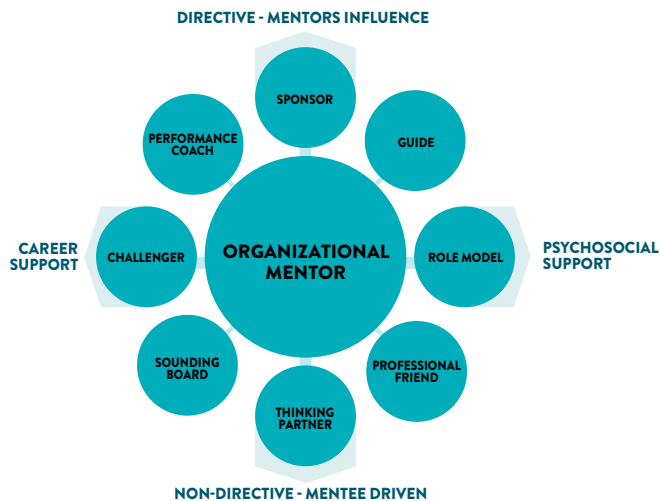 DIRECTIVE - MENTORS INFLUENCE
SPONSOR
PERFORMANCE
COACH
GUIDE
CAREER
SUPPORT
CHALLENGER
ORGANIZATIONAL
MENTOR
ROLE MODEL
PSYCHOSOCIAL
SUPPORT
SOUNDING
BOARD
PROFESSIONAL
FRIEND
THINKING
PARTNER
NON-DIRECTIVE - MENTEE DRIVEN